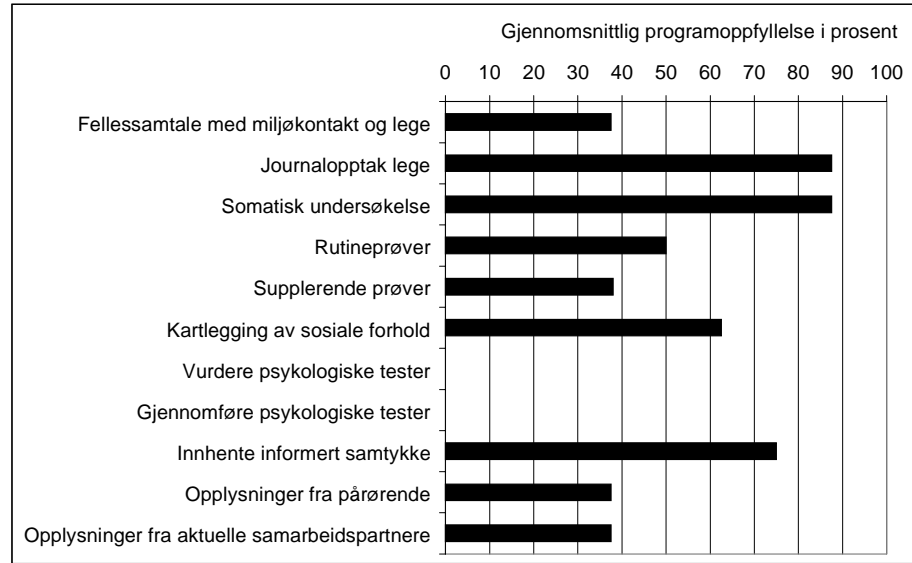 Gjennomsnittlig programoppfyllelse i prosent
0 10 20 30 40 50 60 70 80 90 100
Fellessamtale med miljøkontakt og lege
Journalopptak lege
Somatisk undersøkelse
Rutineprøver
Supplerende prøver
Kartlegging av sosiale forhold
Vurdere psykologiske tester
Gjennomføre psykologiske tester
Innhente informert samtykke
Opplysninger fra pårørende
Opplysninger fra aktuelle samarbeidspartnere